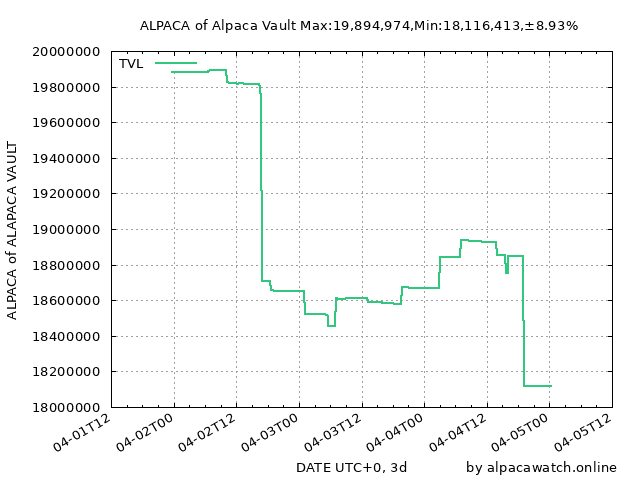 ALPACA of Alpaca Vault Max:19,894,974,Min:18,116,413,±8.93%
20000000
19800000
19600000
19400000
19200000
19000000
18800000
18600000
18400000
18200000
18000000
TVL
ALPACA of ALAPACA VAULT
04-01T12
04-02T00
04-02T12
04-03T00
04-03T12
04-04T00
04-04T12
04-05T00
04-05T12
DATE UTC+0, 3d
by alpacawatch.online